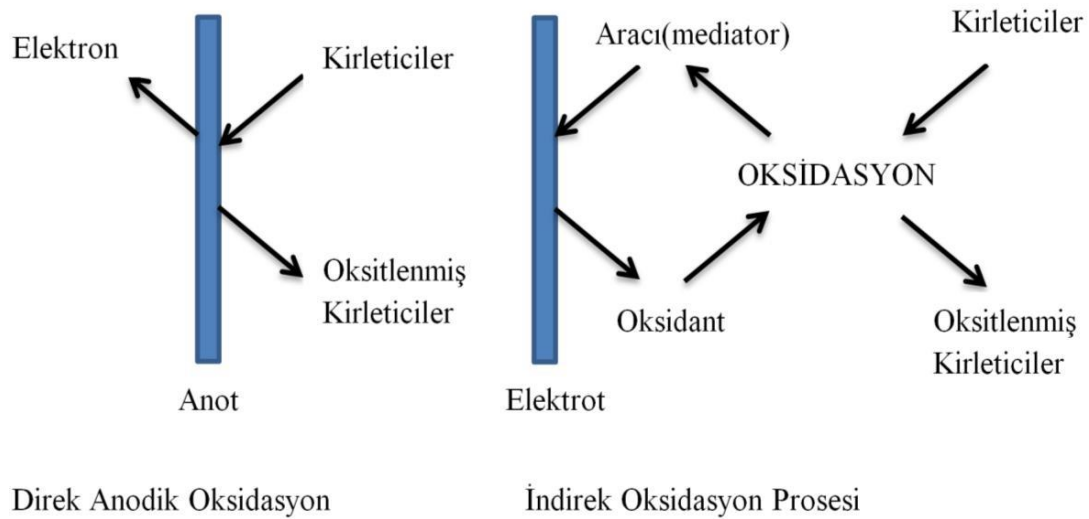 Elektron
Kirleticiler
Oksitlenmiş
Kirleticiler
Anot
Direk Anodik Oksidasyon
Aracı(mediator)
Kirleticiler
OKSİDASYON
Oksidant
Oksitlenmiş
Kirleticiler
Elektrot
İndirek Oksidasyon Prosesi